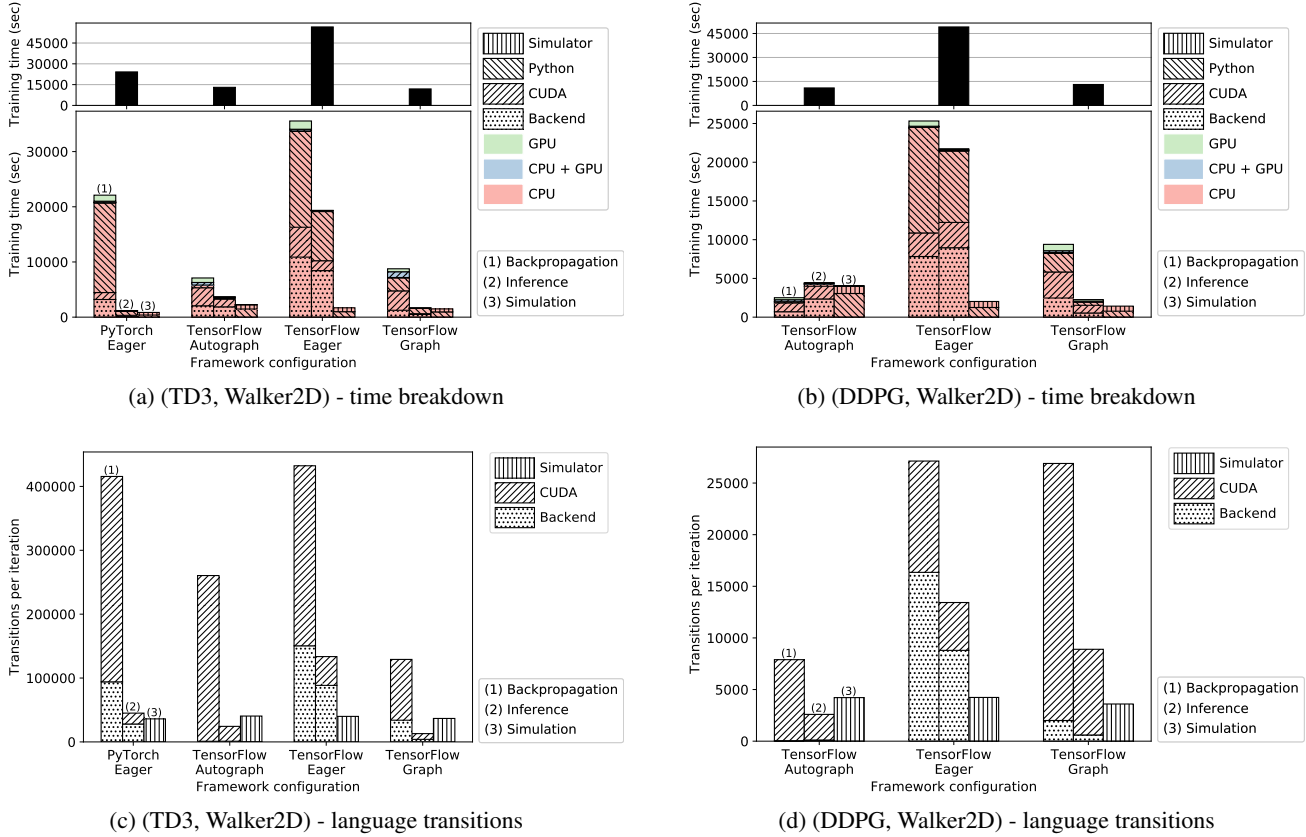 Training time (sec)
45000
30000
15000
0
Simulator
Python
CUDA
Backend
GPU
CPU + GPU
CPU
Training time (sec)
30000
20000
10000
0
(1)
(2)
(3)
PyTorch
Eager
TensorFlow
Autograph
TensorFlow
Eager
TensorFlow
Graph
Framework configuration
(1) Backpropagation
(2) Inference
(3) Simulation
(a) (TD3, Walker2D) - time breakdown
Training time (sec)
45000
30000
15000
0
Simulator
Python
CUDA
Backend
GPU
CPU + GPU
CPU
Training time (sec)
25000
20000
15000
10000
5000
0
(1)
(2)
(3)
TensorFlow
Autograph
TensorFlow
Eager
TensorFlow
Graph
Framework configuration
(1) Backpropagation
(2) Inference
(3) Simulation
(b) (DDPG, Walker2D) - time breakdown
Transitions per iteration
400000
300000
200000
100000
0
(1)
(2)
(3)
Simulator
CUDA
Backend
PyTorch
Eager
TensorFlow
Autograph
TensorFlow
Eager
TensorFlow
Graph
Framework configuration
(1) Backpropagation
(2) Inference
(3) Simulation
(c) (TD3, Walker2D) - language transitions
Transitions per iteration
25000
20000
15000
10000
5000
0
(1)
(2)
(3)
Simulator
CUDA
Backend
TensorFlow
Autograph
TensorFlow
Eager
TensorFlow
Graph
Framework configuration
(1) Backpropagation
(2) Inference
(3) Simulation
(d) (DDPG, Walker2D) - language transitions